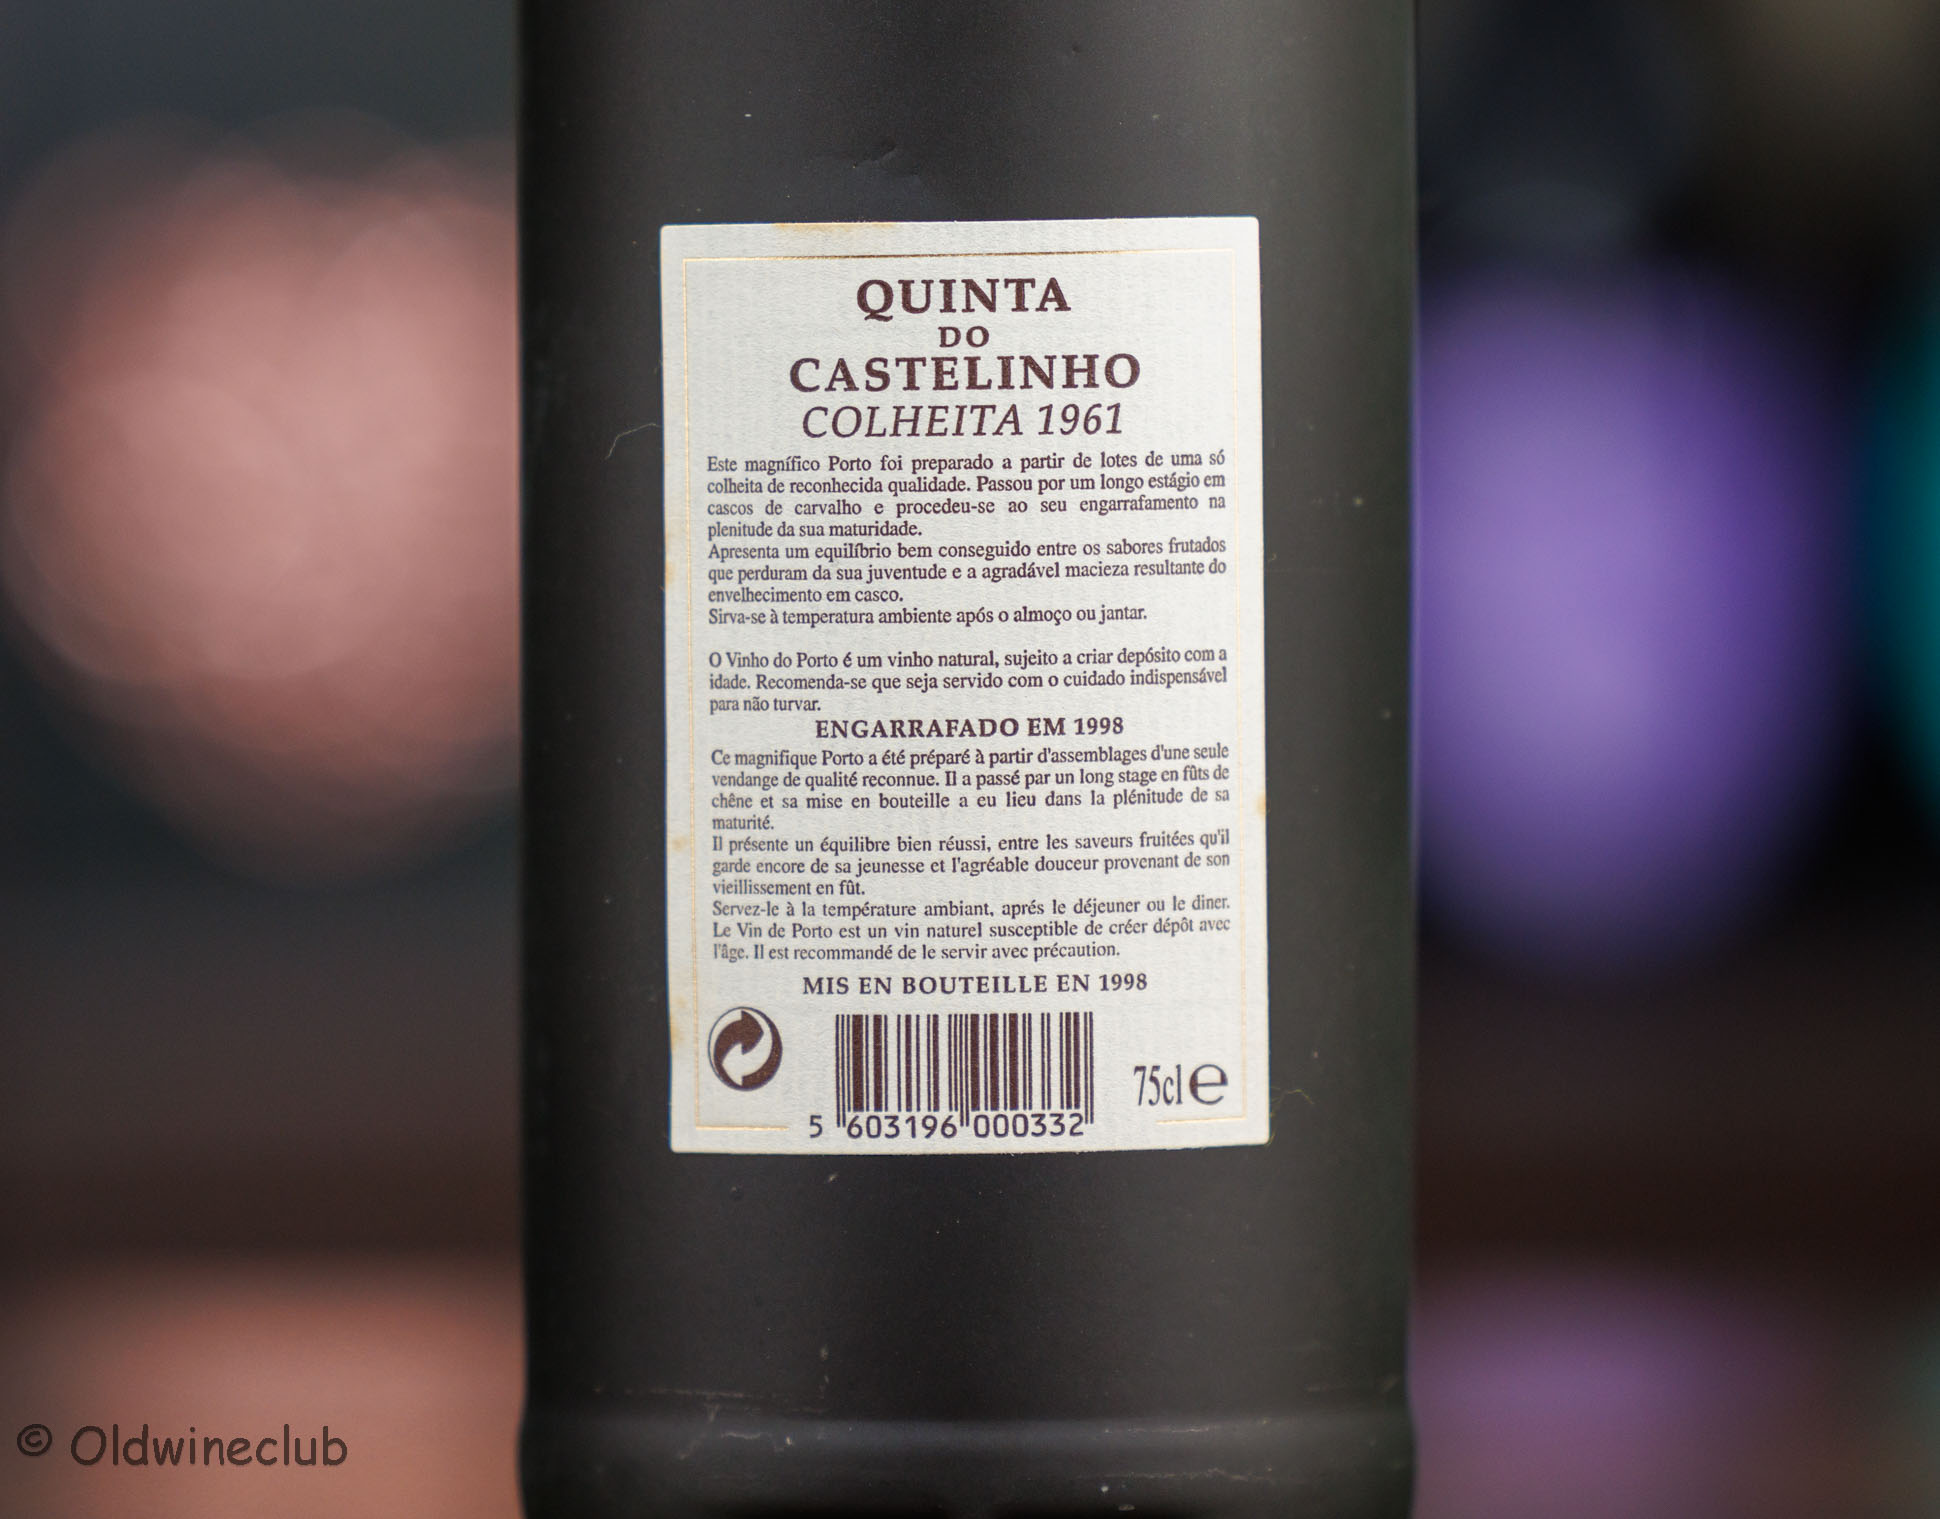 QUINTA
DO
CASTELINHO
COLHEITA 1961
Este magnífico Porto foi preparado a partir de lotes de uma só
colheita de reconhecida qualidade. Passou por um longo estágio em
cascos de carvalho e procedeu-se ao seu engarrafamento na
plenitude da sua maturidade.
Apresenta um equilíbrio bem conseguido entre os sabores frutados
que perduram da sua juventude e a agradável macieza resultante do
envelhecimento em casco.
Sirva-se à temperatura ambiente após o almoço ou jantar.
O Vinho do Porto é um vinho natural, sujeito a criar depósito com a
idade. Recomenda-se que seja servido com o cuidado indispensável
para não turvar.
ENGARRAFADO EM 1998
Ce magnifique Porto a été préparé à partir d'assemblages d'une seule
vendange de qualité reconnue. Il a passé par un long stage en fûts de
chêne et sa mise en bouteille a eu lieu dans la plénitude de sa
maturité.
Il présente un équilibre bien réussi, entre les saveurs fruitées qu'il
garde encore de sa jeunesse et l'agréable douceur provenant de son
vieillissement en fût.
Servez-le à la température ambiant, aprés le déjeuner ou le diner.
Le Vin de Porto est un vin naturel susceptible de créer dépôt avec
l'âge. Il est recommandé de le servir avec précaution.
MIS EN BOUTEILLE EN 1998
75cl e
5 603196 000332
© Oldwineclub